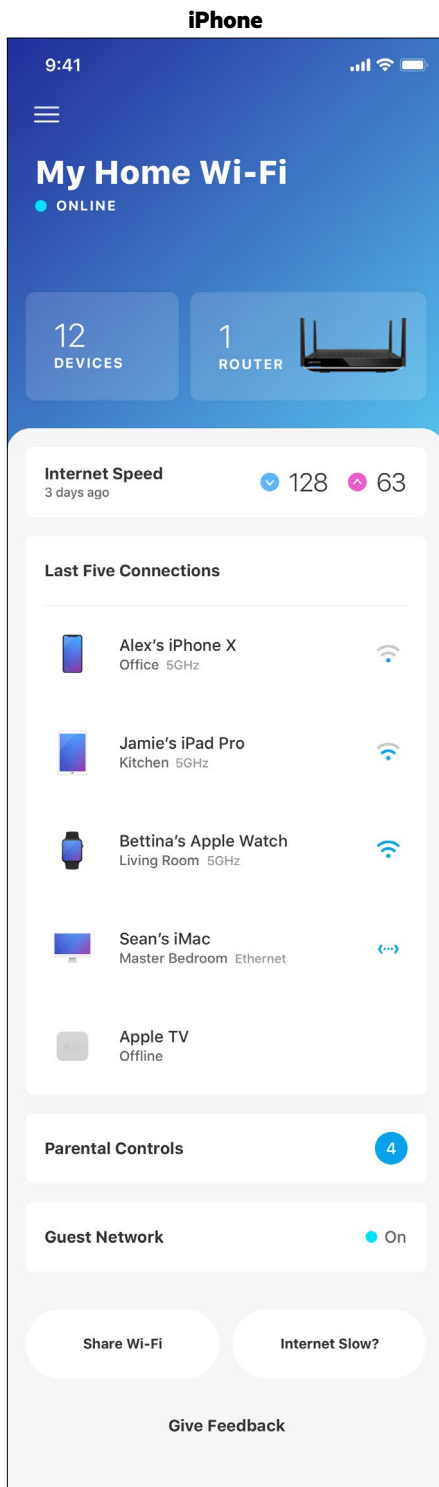 iPhone
9:41
My Home Wi-Fi
ONLINE
12
DEVICES
1
ROUTER
Internet Speed
3 days ago
128
63
Last Five Connections
Alex’s iPhone X
Office 5GHz
Jamie’s iPad Pro
Kitchen 5GHz
Bettina’s Apple Watch
Living Room 5GHz
Sean’s iMac
Master Bedroom Ethernet
Apple TV
Offline
Parental Controls
4
Guest Network
On
Share Wi-Fi
Internet Slow?
Give Feedback